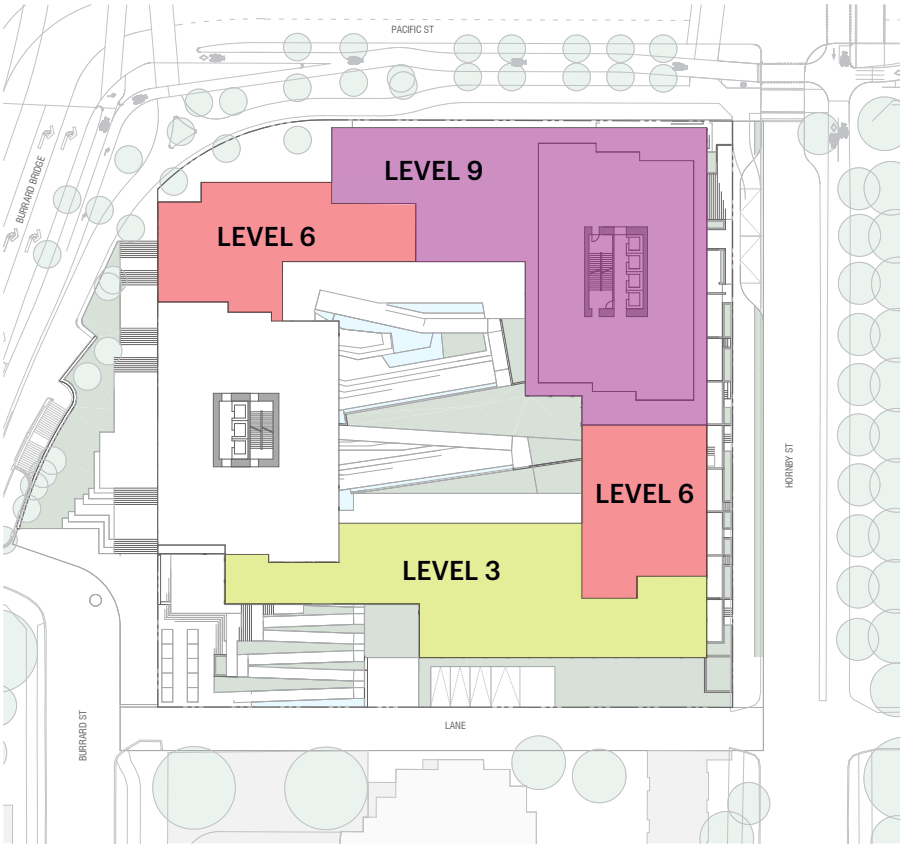 PACIFIC ST
BURRARD BRIDGE
LEVEL 9
LEVEL 6
HORNBY ST
LEVEL 6
LEVEL 3
BURRARD ST
LANE